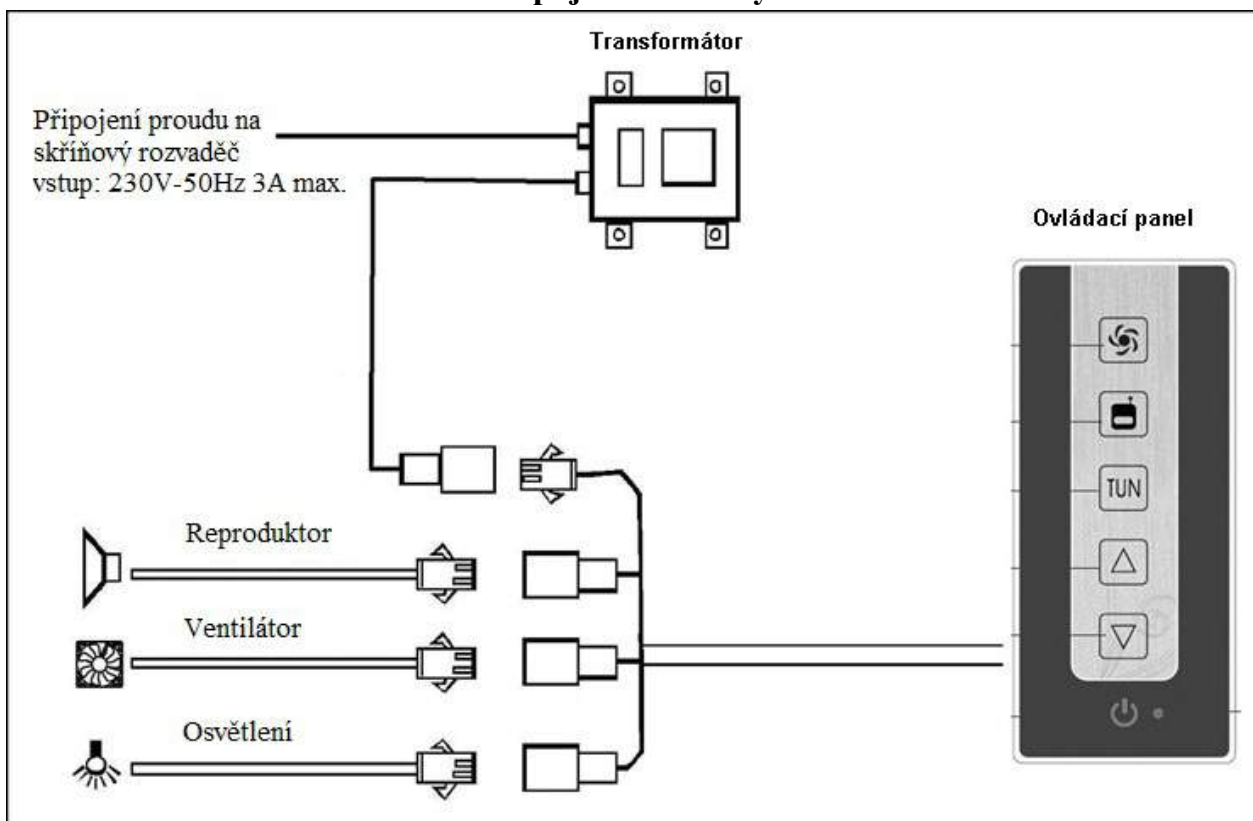 Transformátor
Připojení proudu na
skříňový rozvaděč
vstup: 230V-50Hz 3A max.
Ovládací panel
TUN
Reproduktor
Ventilátor
Osvětlení